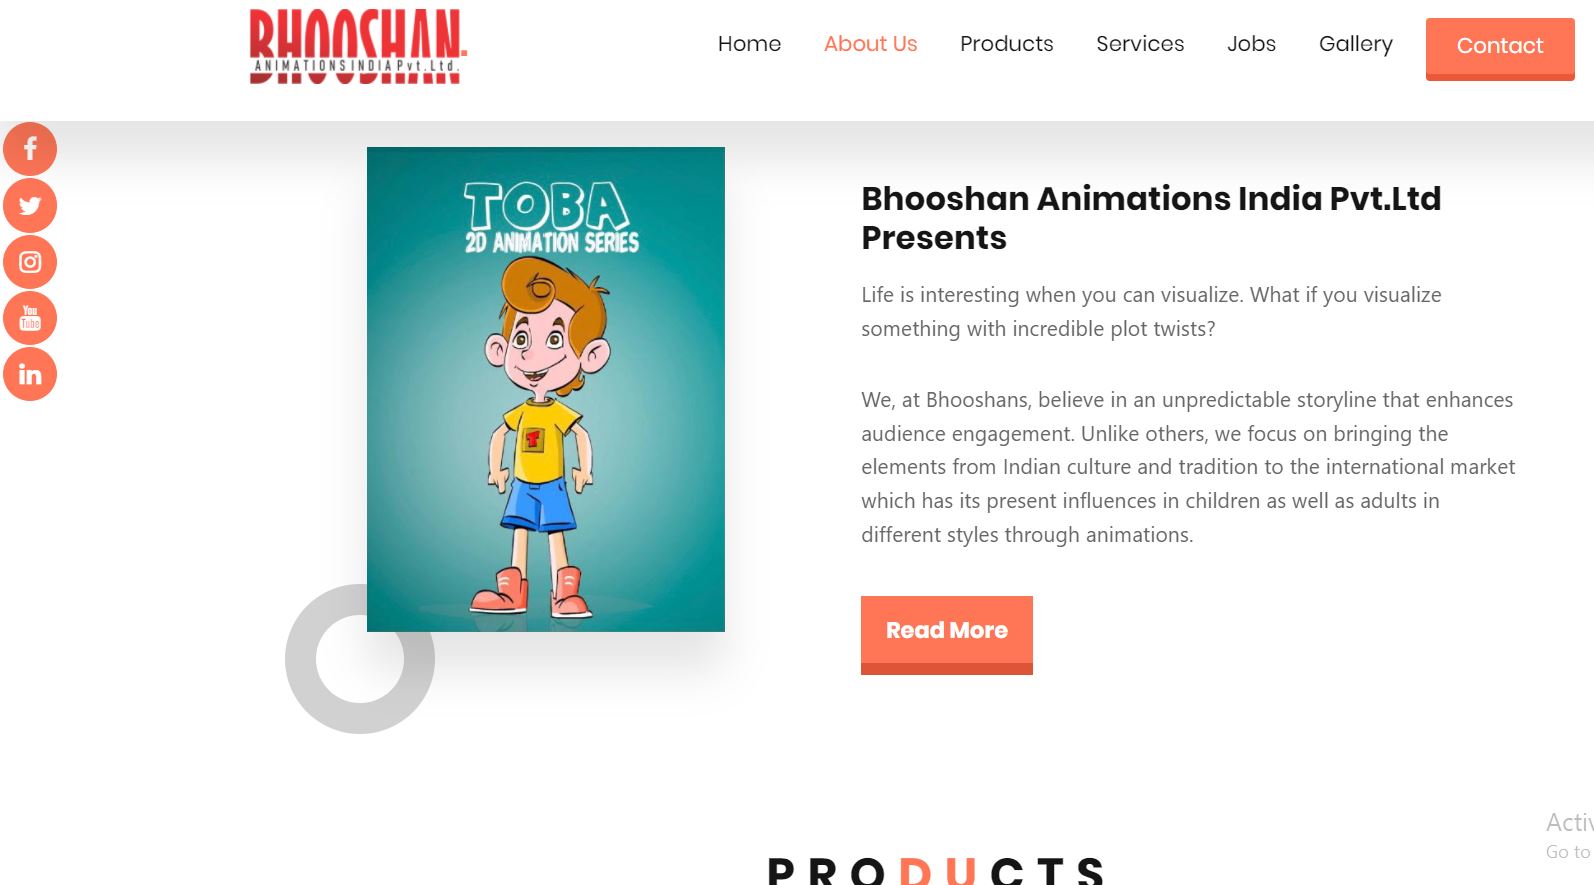 BHOOSHAN.
ANIMATIONS INDIA Pvt.Ltd.
Home
About Us
Products
Services
Jobs
Gallery
Contact
You
Tube
in
TOBA
2D ANIMATION SERIES
T
Bhooshan Animations India Pvt.Ltd
Presents
Life is interesting when you can visualize. What if you visualize
something with incredible plot twists?
We, at Bhooshans, believe in an unpredictable storyline that enhances
audience engagement. Unlike others, we focus on bringing the
elements from Indian culture and tradition to the international market
which has its present influences in children as well as adults in
different styles through animations.
Read More
PRODUCTS
Go to